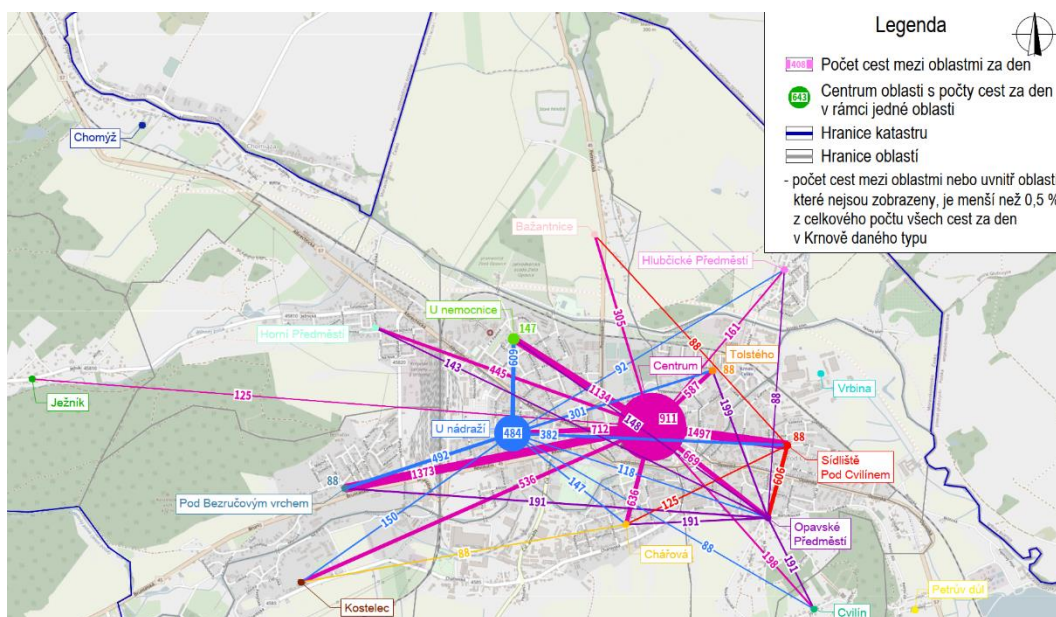 Legenda
408
Počet cest mezi oblastmi za den
643
Centrum oblasti s počty cest za den
v rámci jedné oblasti
Hranice katastru
Hranice oblastí
- počet cest mezi oblastmi nebo uvnitř oblastí
které nejsou zobrazeny, je menší než 0,5 %
z celkového počtu všech cest za den
v Krnově daného typu
Chomýž
Bažantnice
Hlubčické Předměstí
U nemocnice
147
Horní Předměstí
609
305
92
161
88
445
143
Centrum
Tolstého
88
Vrbina
1134
587
Ježník
125
301
199
88
U nádraží
484
712
382
148
911
1497
88
Sídliště
Pod Cvilínem
492
1373
669
606
88
Pod Bezručovým vrchem
536
118
147
636
125
191
150
191
Opavské
Předměstí
Chářová
88
88
198
191
Kostelec
Cvilín
Petrův důl